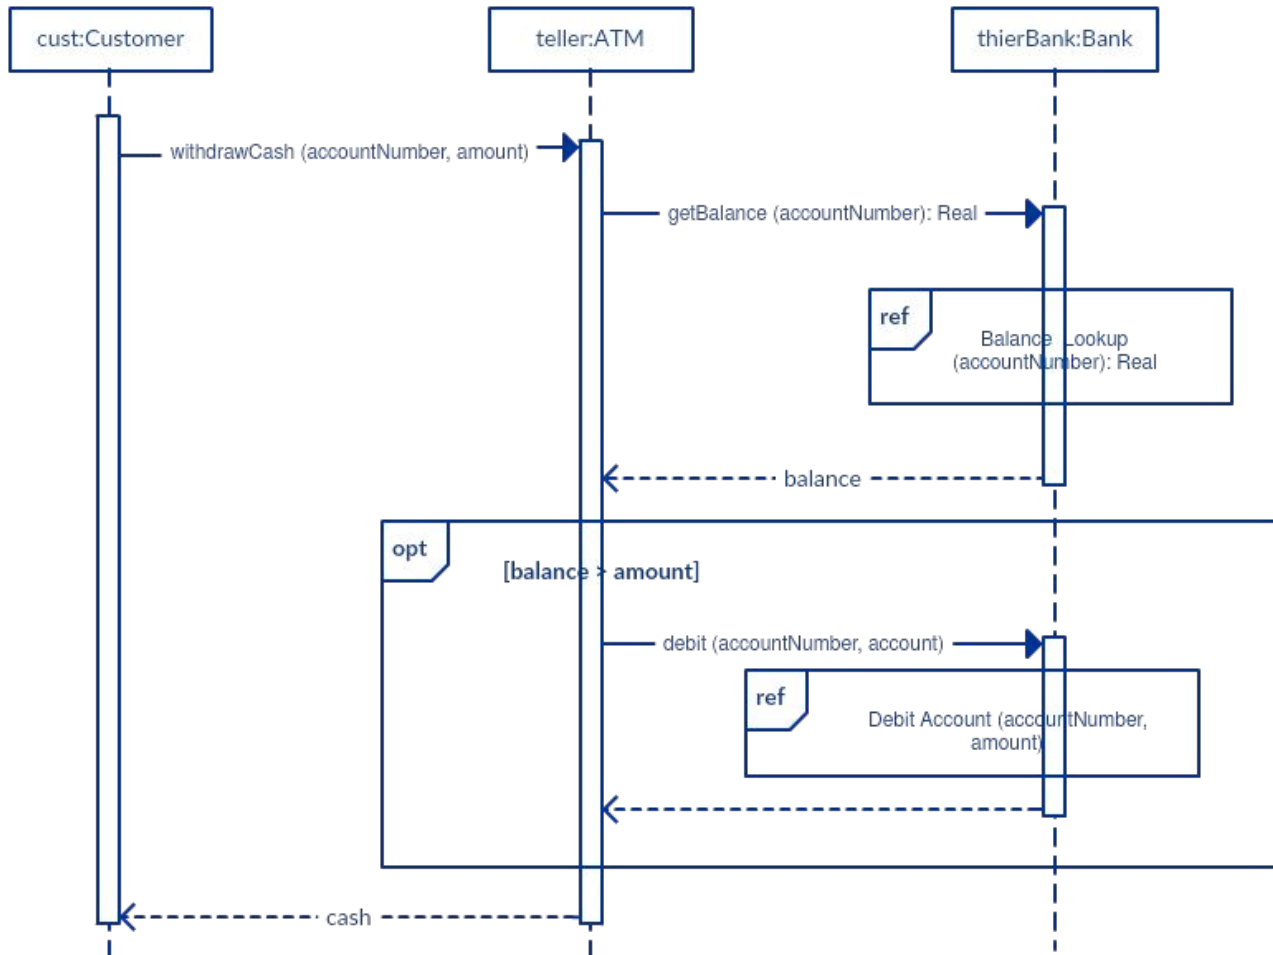 cust:Customer
teller:ATM
thierBank:Bank
withdrawCash (accountNumber, amount)
getBalance (accountNumber): Real
ref
Balance Lookup
(accountNumber): Real
balance
opt
[balance > amount]
debit (accountNumber, account)
ref
Debit Account (accountNumber,
amount)
cash